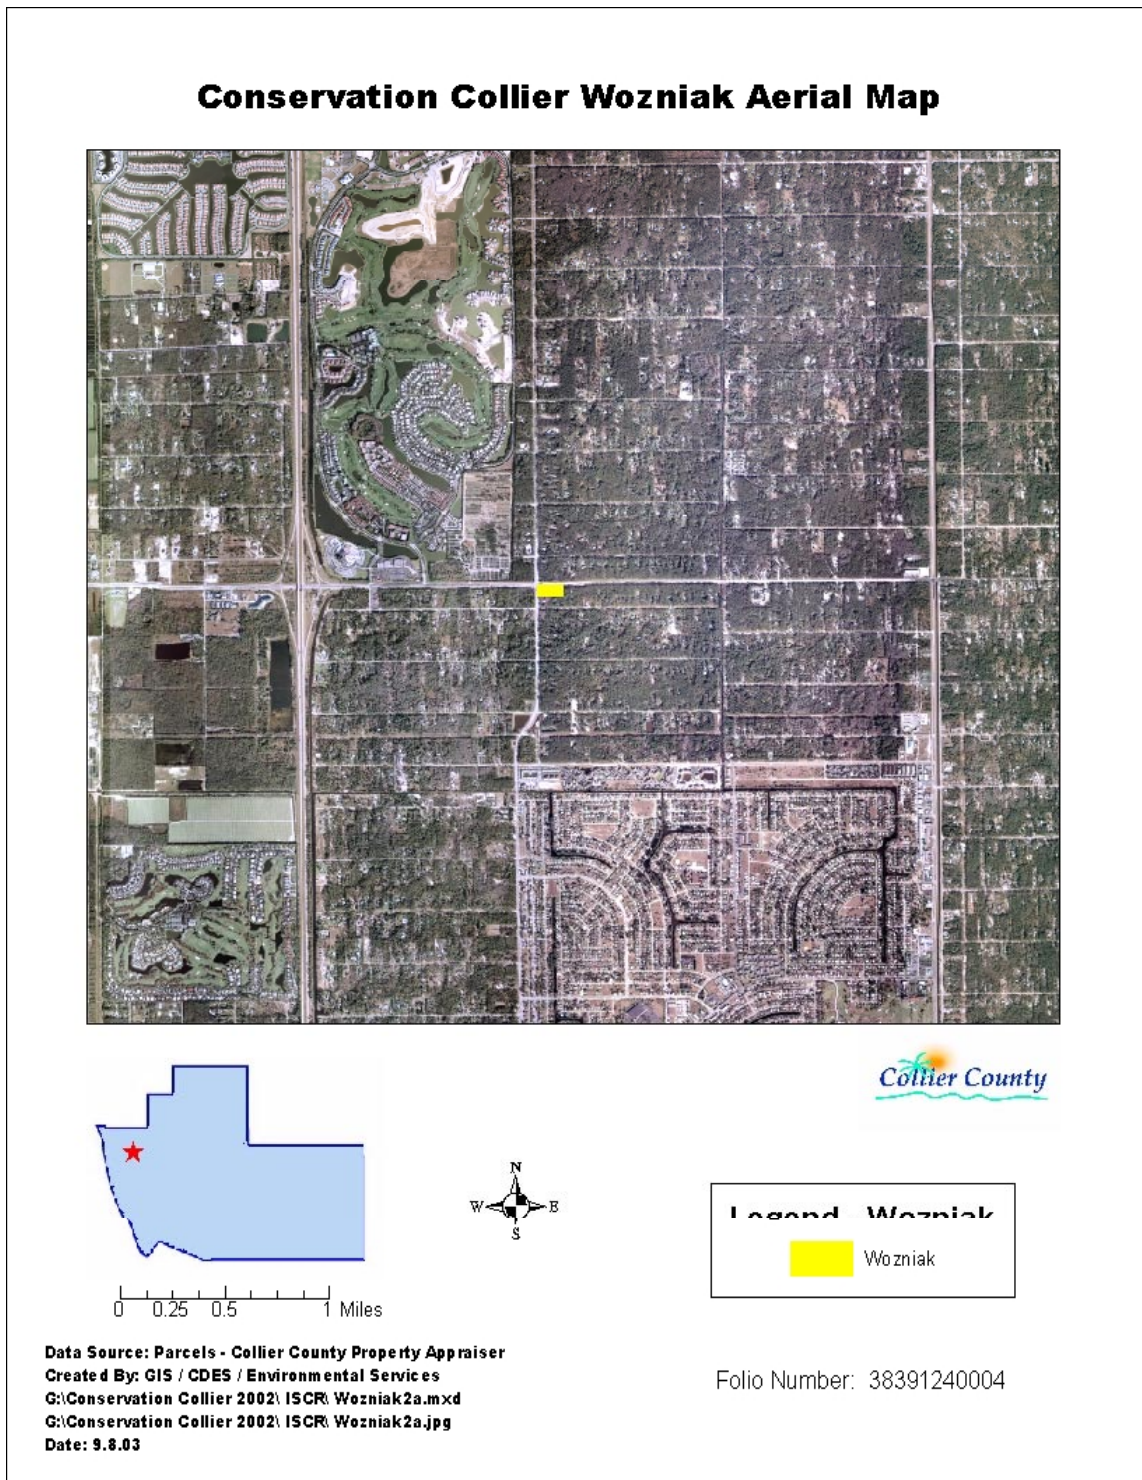 Conservation Collier Wozniak Aerial Map
Collier County
N
W E
S
Legend - Wozniak
Wozniak
0 0.25 0.5 1 Miles
Data Source: Parcels - Collier County Property Appraiser
Created By: GIS / CDES / Environmental Services
G:\Conservation Collier 2002\ ISCR\ Wozniak2a.mxd
G:\Conservation Collier 2002\ ISCR\ Wozniak2a.jpg
Date: 9.8.03
Folio Number: 38391240004